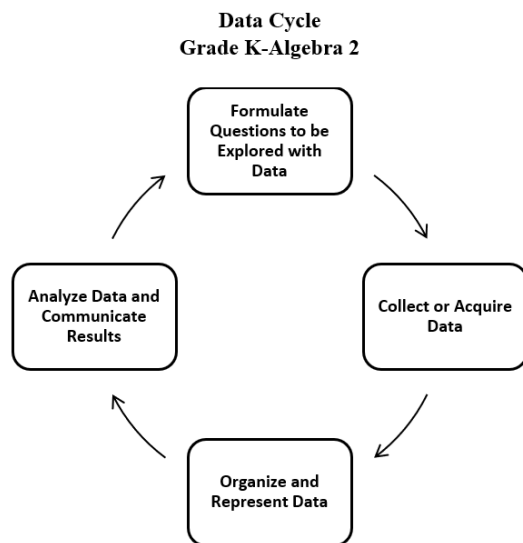 Data Cycle
Grade K-Algebra 2
Formulate
Questions to be
Explored with
Data
Collect or Acquire
Data
Organize and
Represent Data
Analyze Data and
Communicate
Results